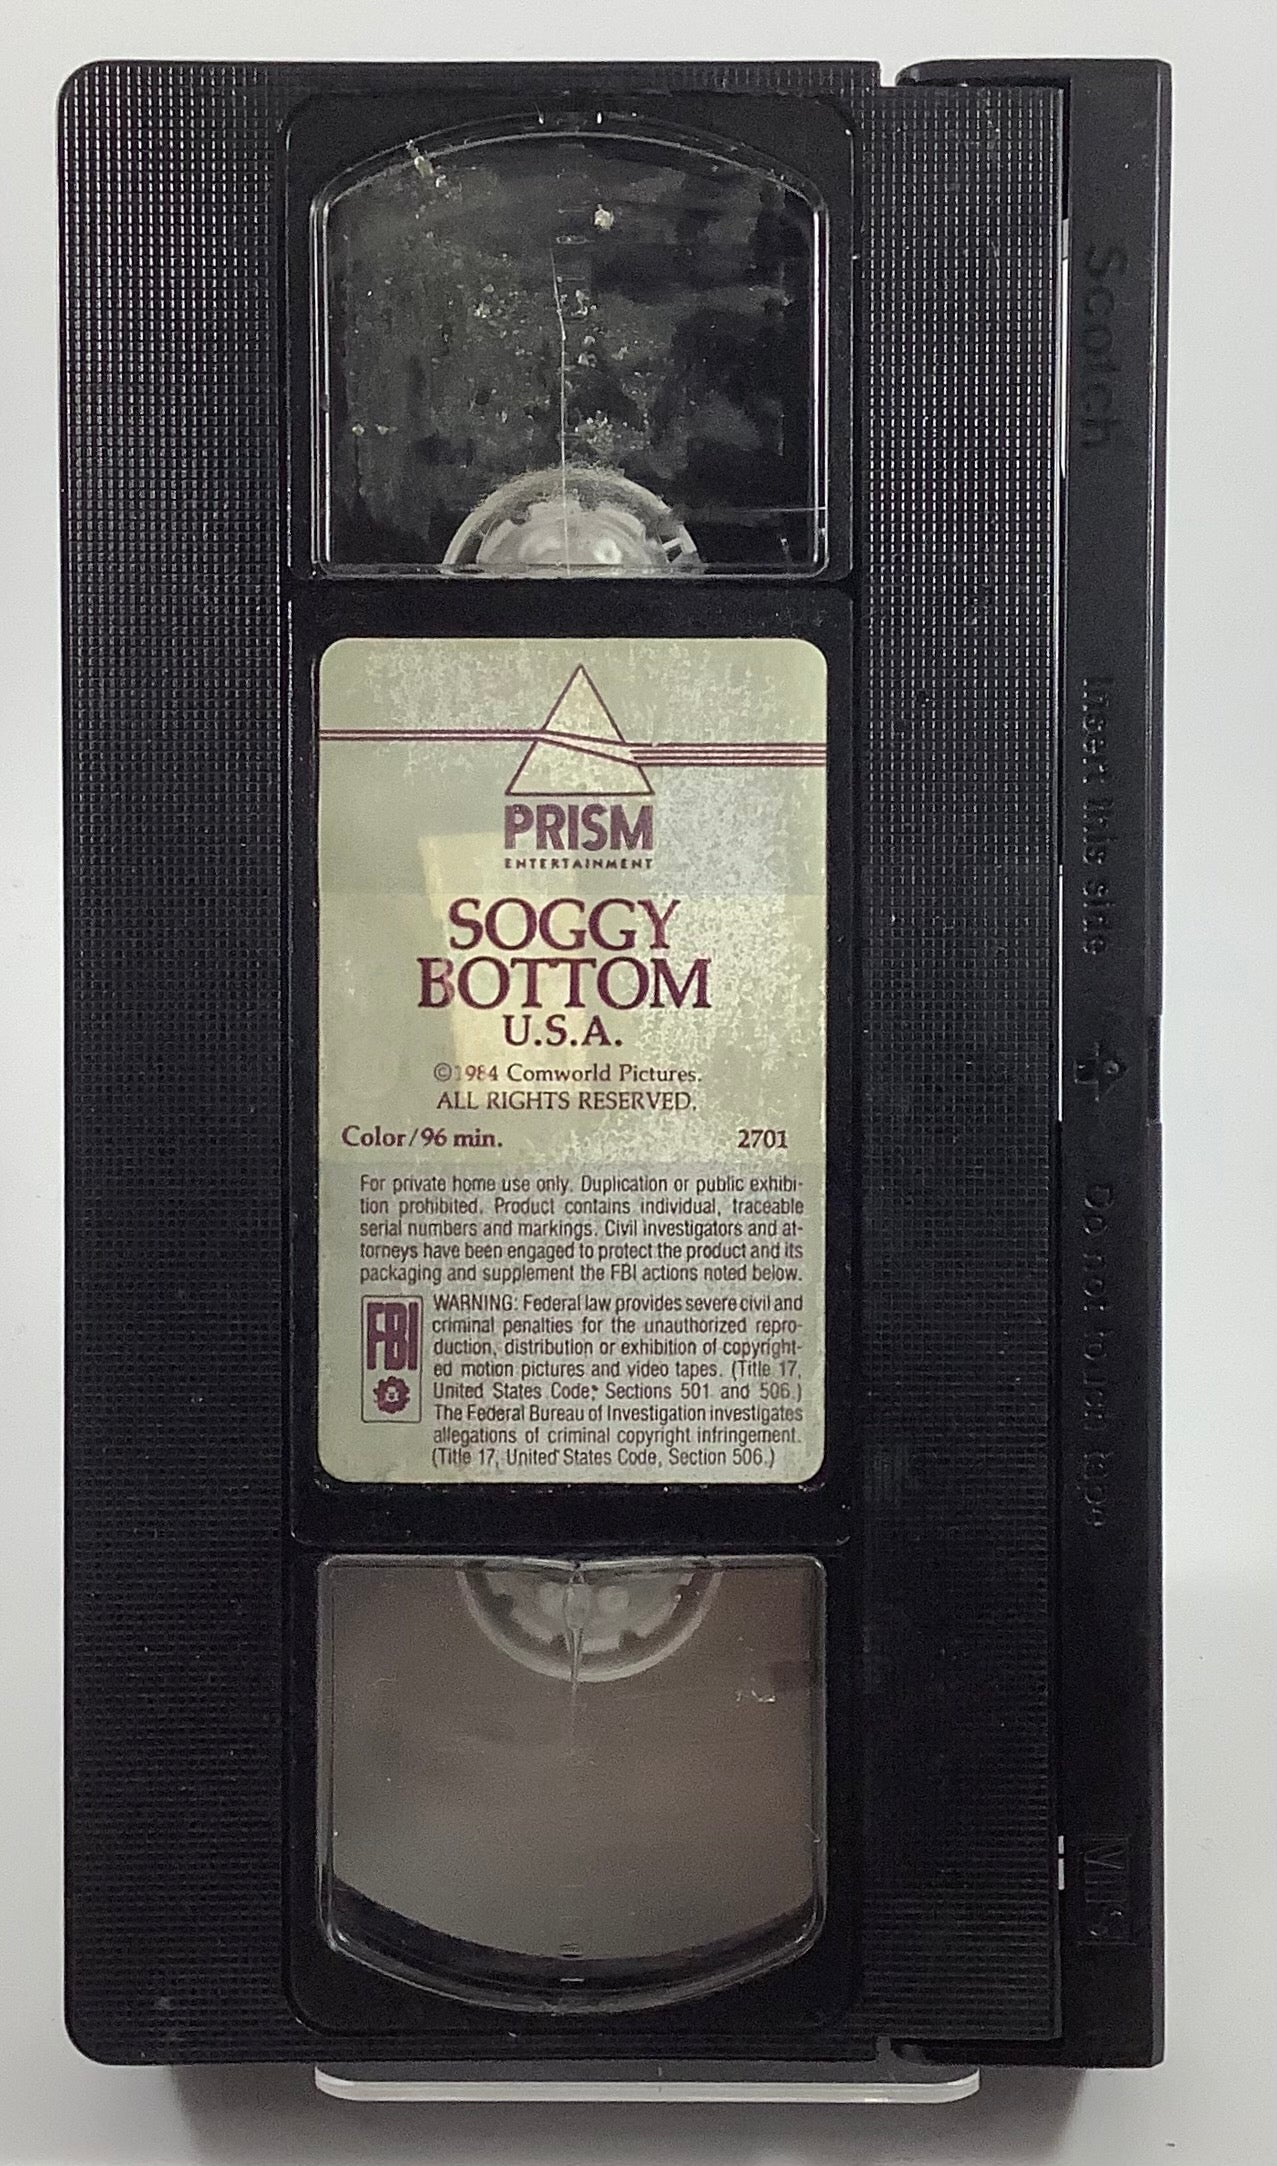 PRISM
ENTERTAINMENT
SOGGY
BOTTOM
U.S.A.
©1984 Comworld Pictures.
ALL RIGHTS RESERVED.
Color/96 min. 2701
For private home use only. Duplication or public exhibi-
tion prohibited. Product contains individual, traceable
serial numbers and markings. Civil investigators and at-
torneys have been engaged to protect the product and its
packaging and supplement the FBI actions noted below.
FBI
WARNING: Federal law provides severe civil and
criminal penalties for the unauthorized repro-
duction, distribution or exhibition of copyright-
ed motion pictures and video tapes. (Title 17,
United States Code, Sections 501 and 506.)
The Federal Bureau of Investigation investigates
allegations of criminal copyright infringement.
(Title 17, United States Code, Section 506.)
Scotch
Insert this side
Do not touch tape
VHS